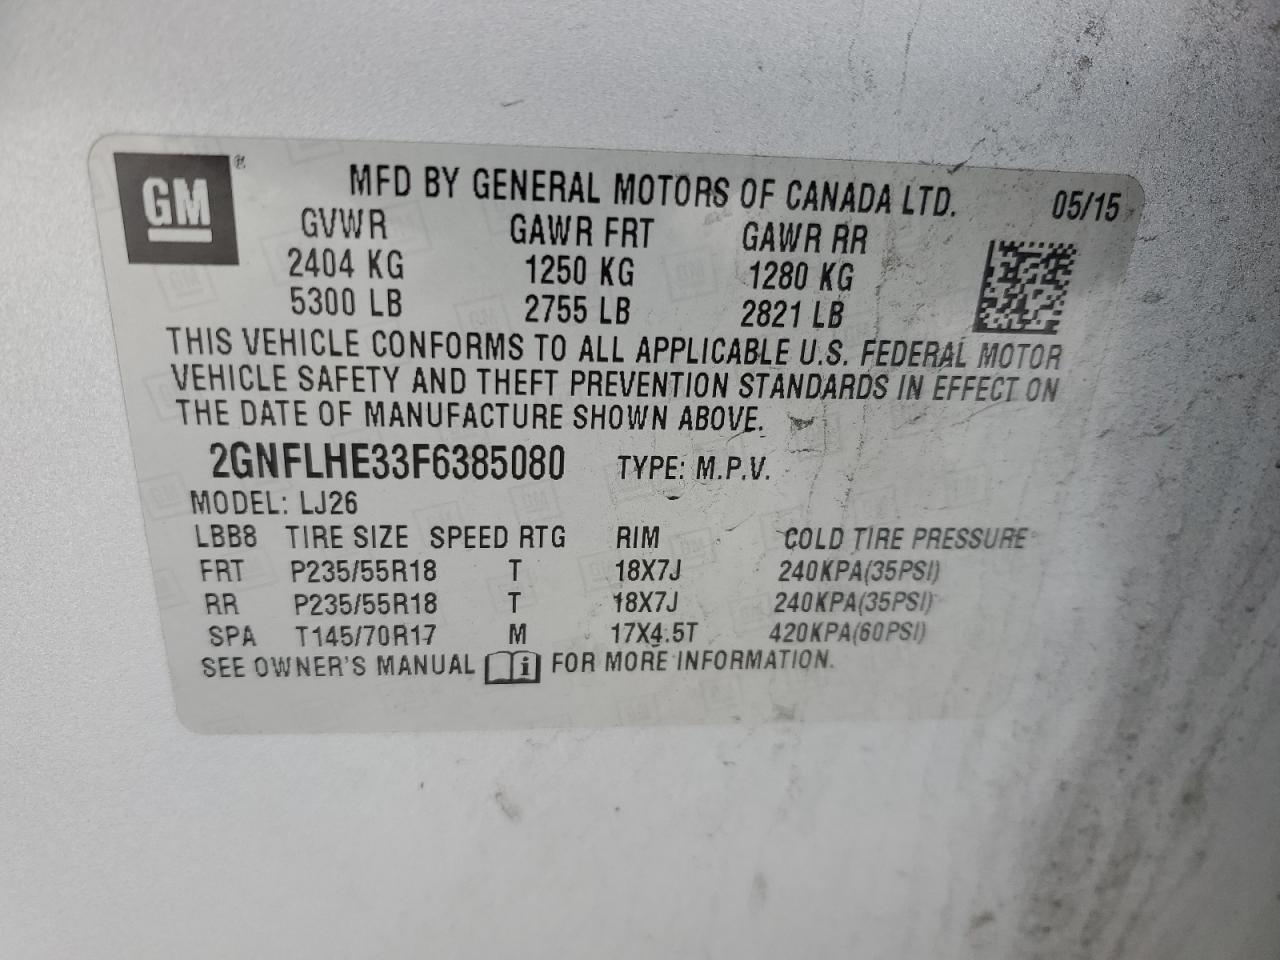 GM ®
MFD BY GENERAL MOTORS OF CANADA LTD. 05/15
GVWR GAWR FRT GAWR RR
2404 KG 1250 KG 1280 KG
5300 LB 2755 LB 2821 LB
THIS VEHICLE CONFORMS TO ALL APPLICABLE U.S. FEDERAL MOTOR
VEHICLE SAFETY AND THEFT PREVENTION STANDARDS IN EFFECT ON
THE DATE OF MANUFACTURE SHOWN ABOVE.
2GNFLHE33F6385080 TYPE: M.P.V.
MODEL: LJ26
LBB8 TIRE SIZE SPEED RTG RIM COLD TIRE PRESSURE
FRT P235/55R18 T 18X7J 240KPA(35PSI)
RR P235/55R18 T 18X7J 240KPA(35PSI)
SPA T145/70R17 M 17X4.5T 420KPA(60PSI)
SEE OWNER'S MANUAL i FOR MORE INFORMATION.